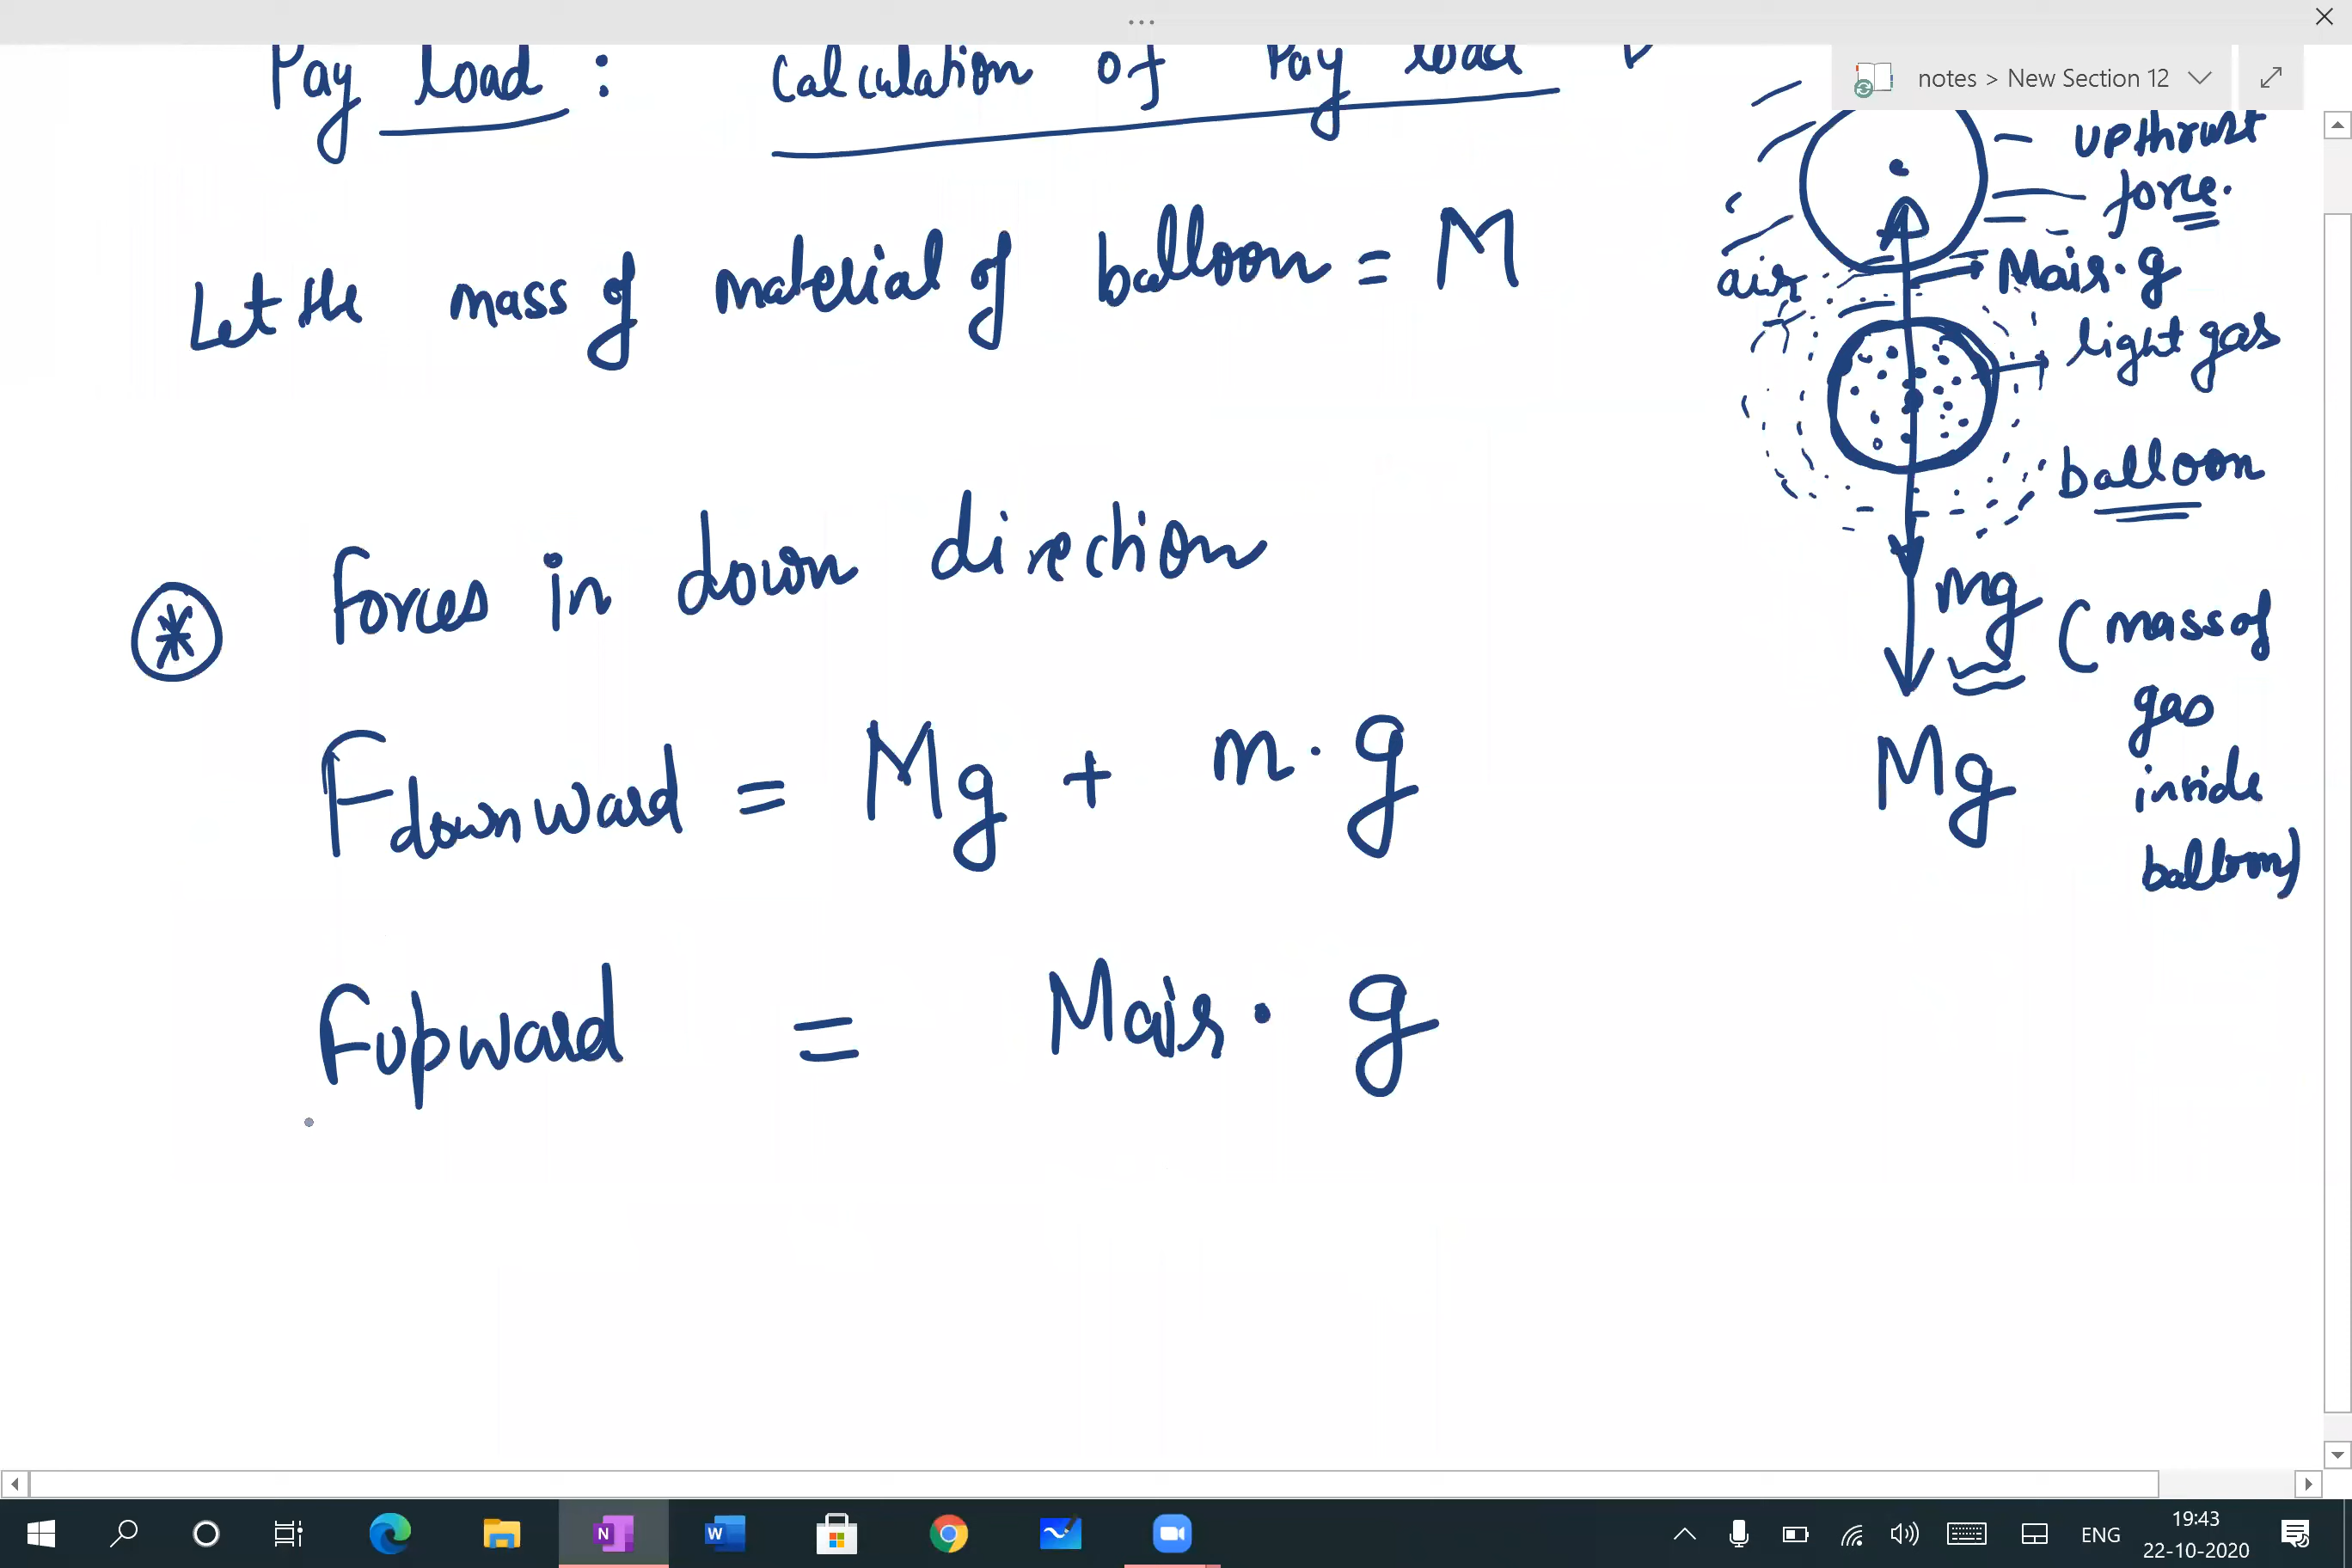 ...
notes > New Section 12
Pay load : Calculation of Pay load
Let the mass of material of balloon = M
Forces in down direction
Fdownward = Mg + m · g
Fupward = Mair · g
upthrust
force.
air
Mair · g
light gas
balloon
mg
(mass of
gas
inside
balloon)
Mg
N
W
ENG
19:43
22-10-2020